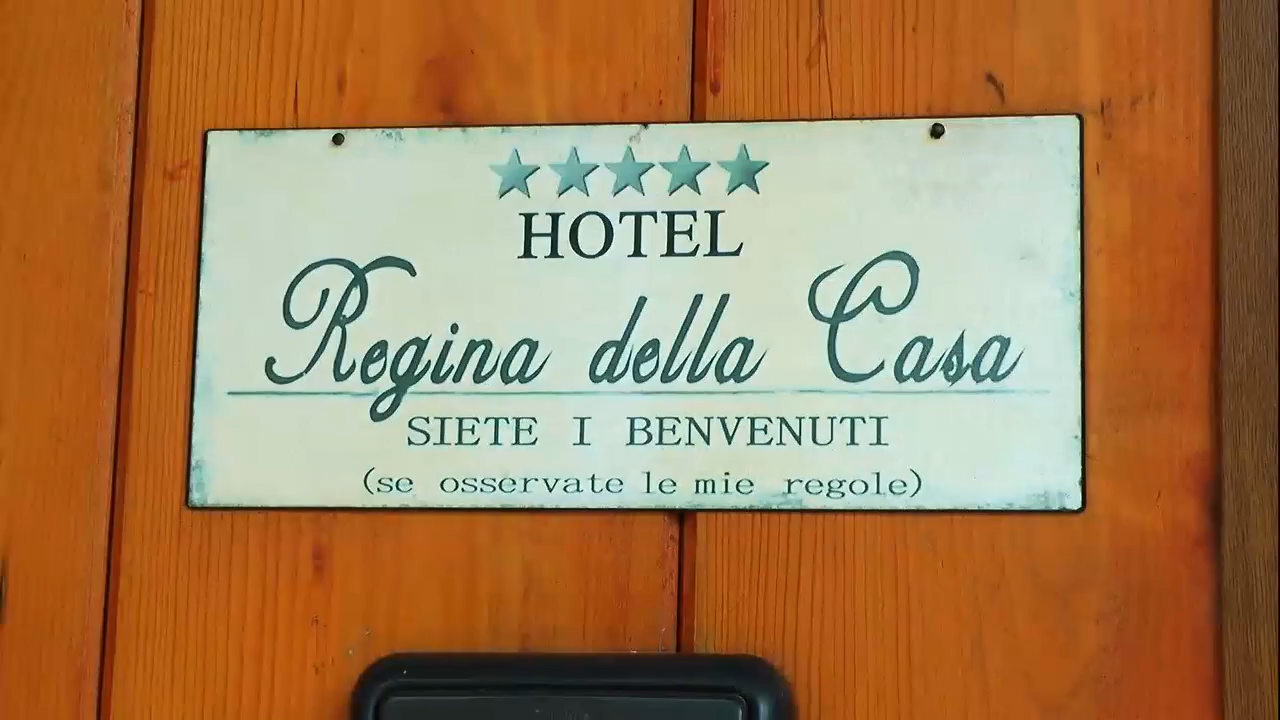 HOTEL
Regina della Casa
SIETE I BENVENUTI
(se osservate le mie regole)